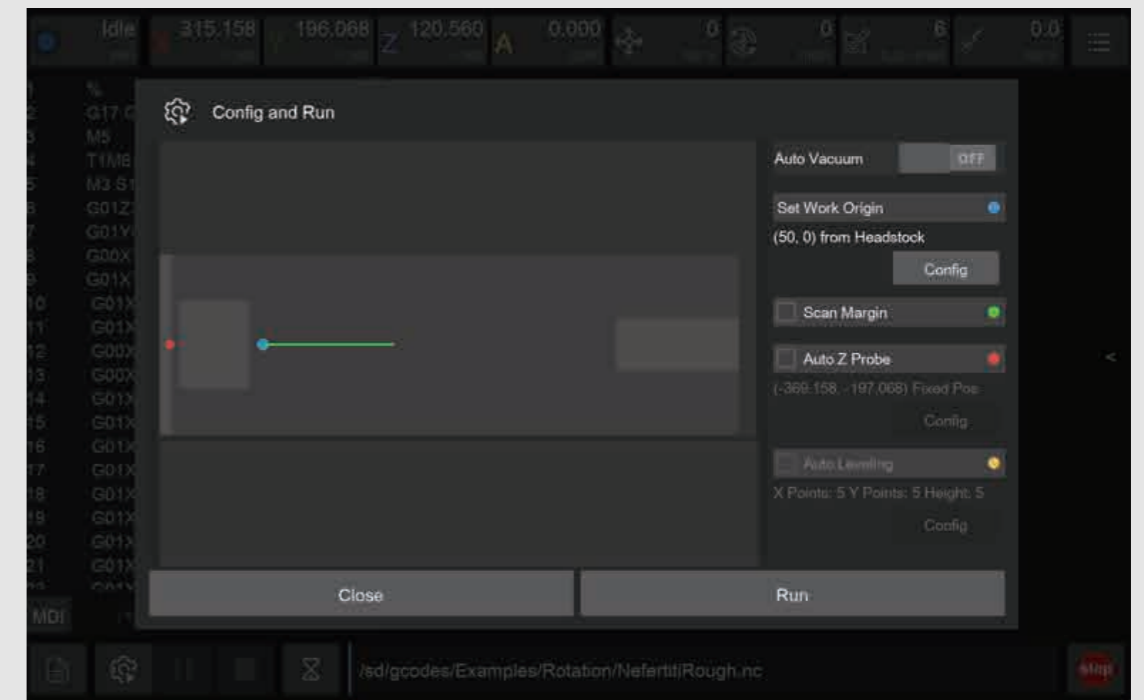 Idle 315.158 Y 196.068 Z 120.560 A 0.000 0 0 6 0.0
1 %
2 G17 G
3 M5
4 T1M6
5 M3 S1
6 G01Z
7 G01Y
8 G00X
9 G01X
10 G01X
11 G01X
12 G00X
13 G00X
14 G01X
15 G01X
16 G01X
17 G01X
18 G01X
19 G01X
20 G01X
21 G01X
Config and Run
Auto Vacuum OFF
Set Work Origin
(50, 0) from Headstock
Config
Scan Margin
Auto Z Probe
(-369.158, -197.068) Fixed Pos
Config
Auto Leveling
X Points: 5 Y Points: 5 Height: 5
Config
Close Run
MDI
<
/sd/gcodes/Examples/Rotation/NefertitiRough.nc
stop